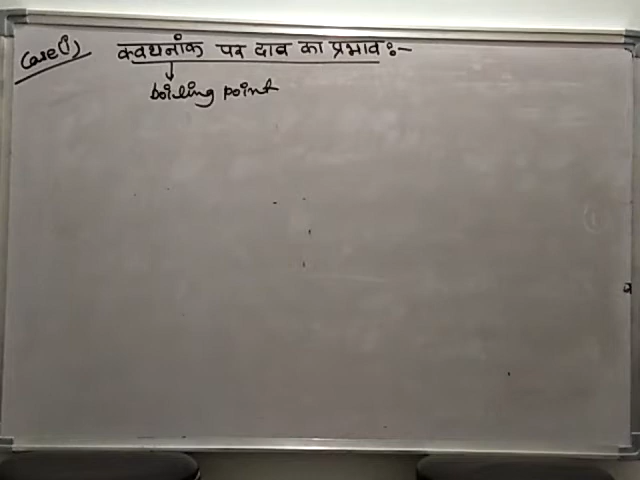 Case (i) क्वथनांक पर दाब का प्रभाव :-
boiling point